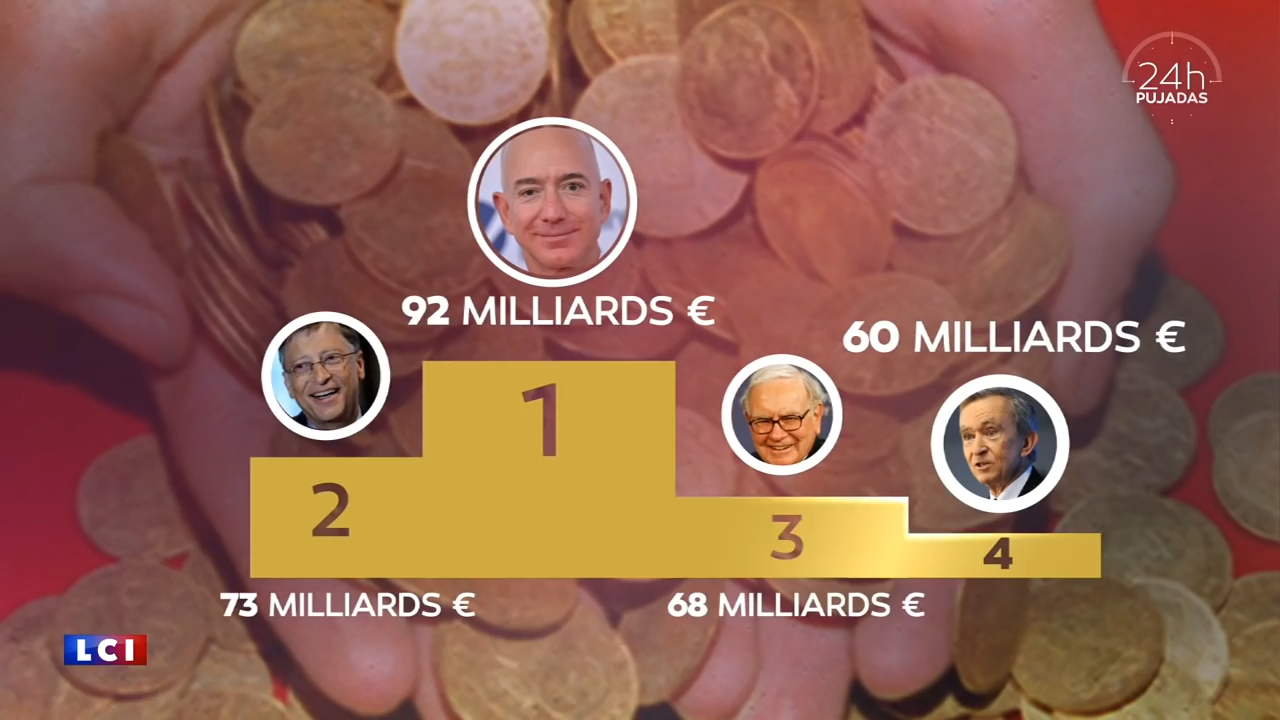 24h
PUJADAS
92 MILLIARDS €
60 MILLIARDS €
1
2
3
4
73 MILLIARDS €
68 MILLIARDS €
LCI